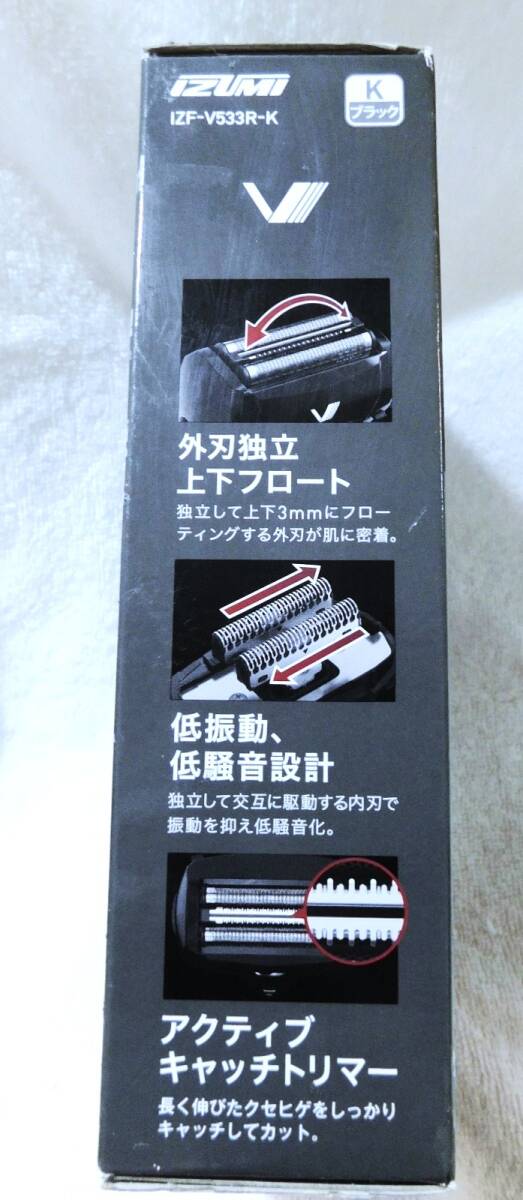 IZUMI
IZF-V533R-K
K
ブラック
外刃独立
上下フロート
独立して上下3mmにフロー
ティングする外刃が肌に密着。
低振動、
低騒音設計
独立して交互に駆動する内刃で
振動を抑え低騒音化。
アクティブ
キャッチトリマー
長く伸びたクセヒゲをしっかり
キャッチしてカット。